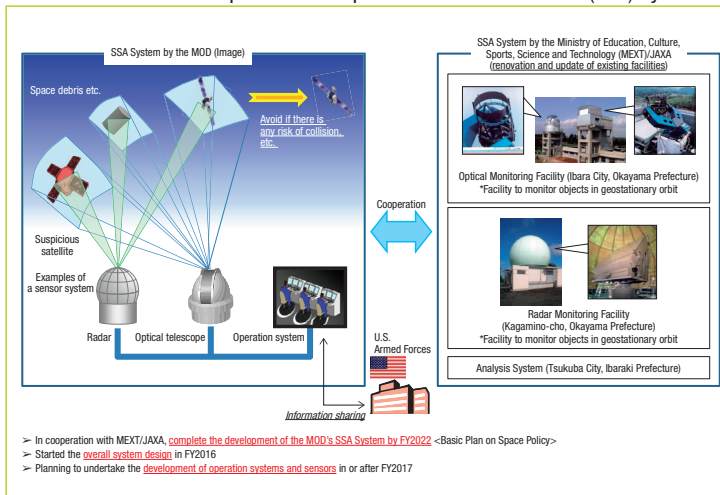 SSA System by the MOD (Image)
Space debris etc.
Avoid if there is
any risk of collision,
etc.
Suspicious
satellite
Examples of
a sensor system
Radar
Optical telescope
Operation system
Cooperation
U.S.
Armed Forces
Information sharing
SSA System by the Ministry of Education, Culture,
Sports, Science and Technology (MEXT)/JAXA
(renovation and update of existing facilities)
Optical Monitoring Facility (Ibara City, Okayama Prefecture)
*Facility to monitor objects in geostationary orbit
Radar Monitoring Facility
(Kagamino-cho, Okayama Prefecture)
*Facility to monitor objects in geostationary orbit
Analysis System (Tsukuba City, Ibaraki Prefecture)
➢ In cooperation with MEXT/JAXA, complete the development of the MOD's SSA System by FY2022 <Basic Plan on Space Policy>
➢ Started the overall system design in FY2016
➢ Planning to undertake the development of operation systems and sensors in or after FY2017